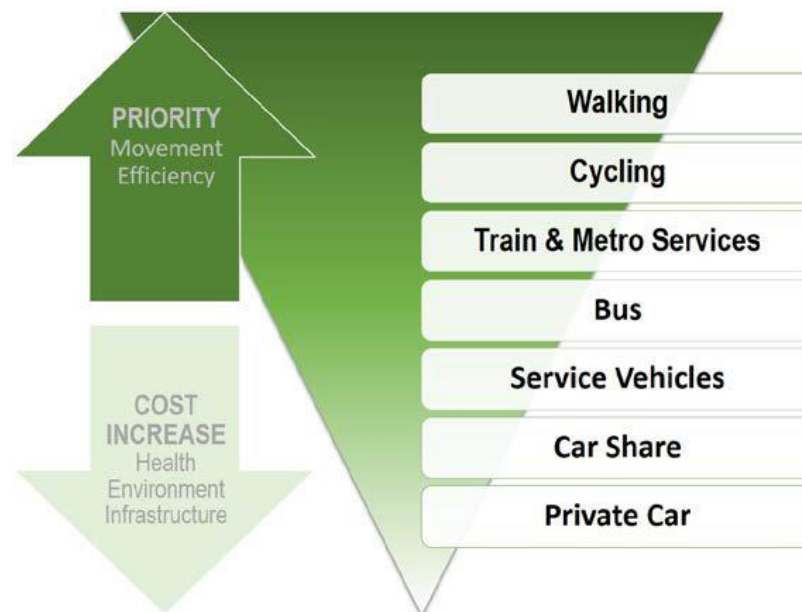 PRIORITY
Movement
Efficiency
COST
INCREASE
Health
Environment
Infrastructure
Walking
Cycling
Train & Metro Services
Bus
Service Vehicles
Car Share
Private Car